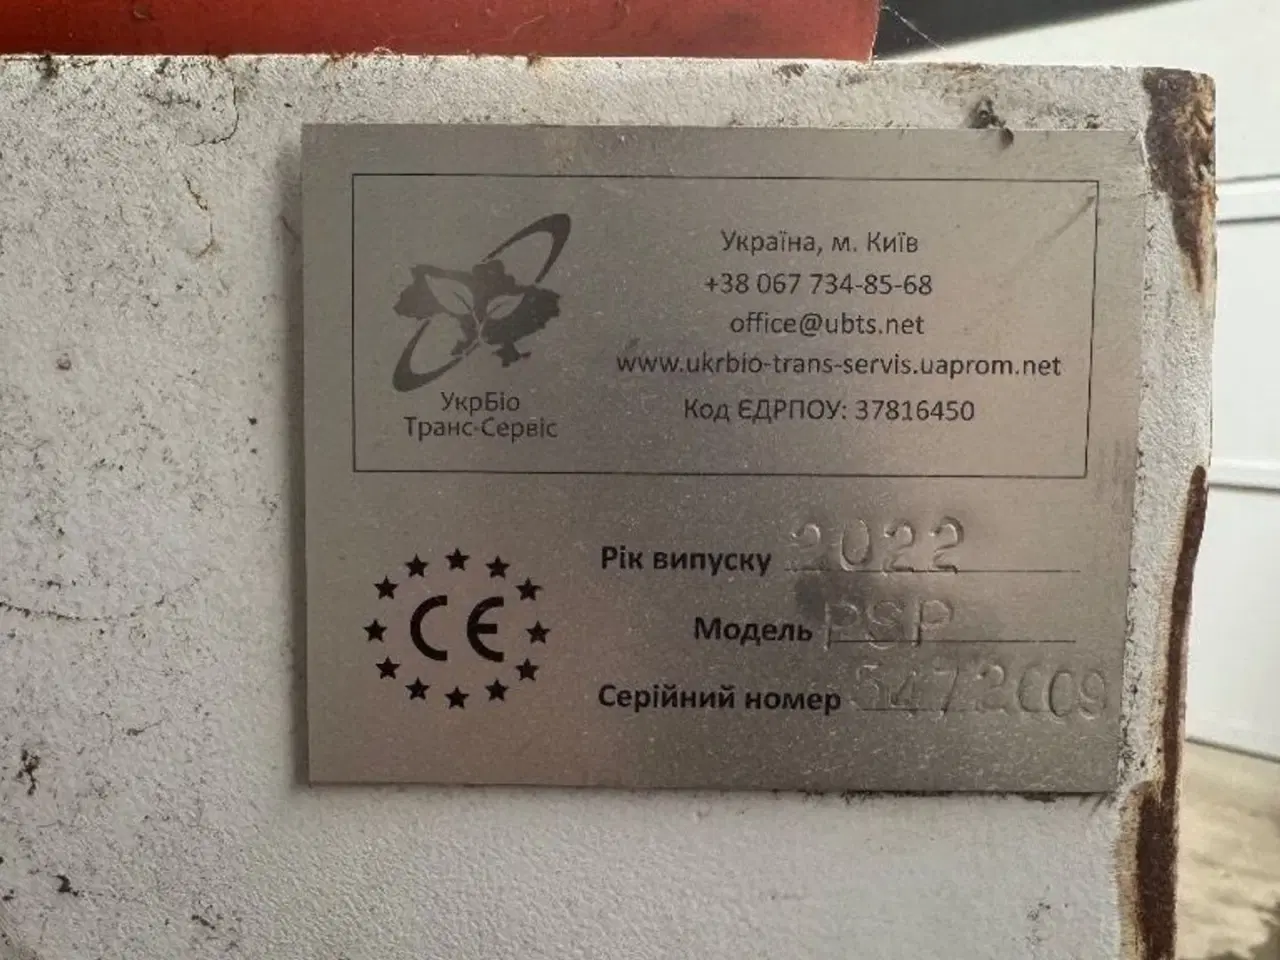 УкрБіо
Транс-Сервіс
Україна, м. Київ
+38 067 734-85-68
office@ubts.net
www.ukrbio-trans-servis.uaprom.net
Код ЄДРПОУ: 37816450
CE
Рік випуску 2022
Модель PSP
Серійний номер